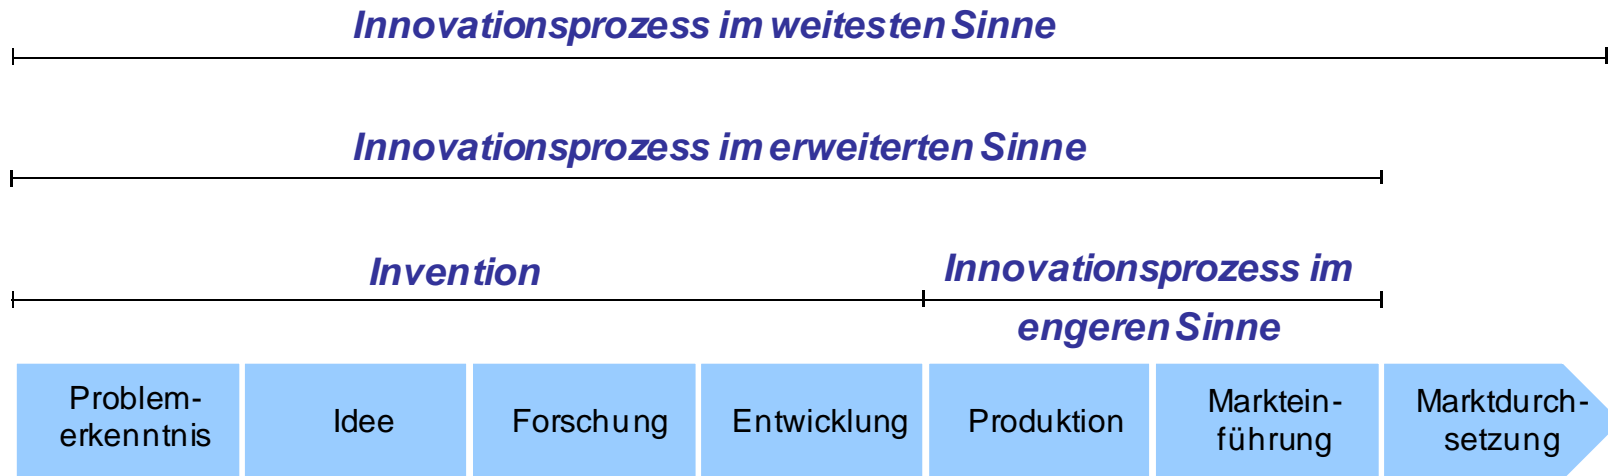 Innovationsprozess im weitesten Sinne
Innovationsprozess im erweiterten Sinne
Invention
Innovationsprozess im
engeren Sinne
Problem-
erkenntnis
Idee
Forschung
Entwicklung
Produktion
Marktein-
führung
Marktdurch-
setzung